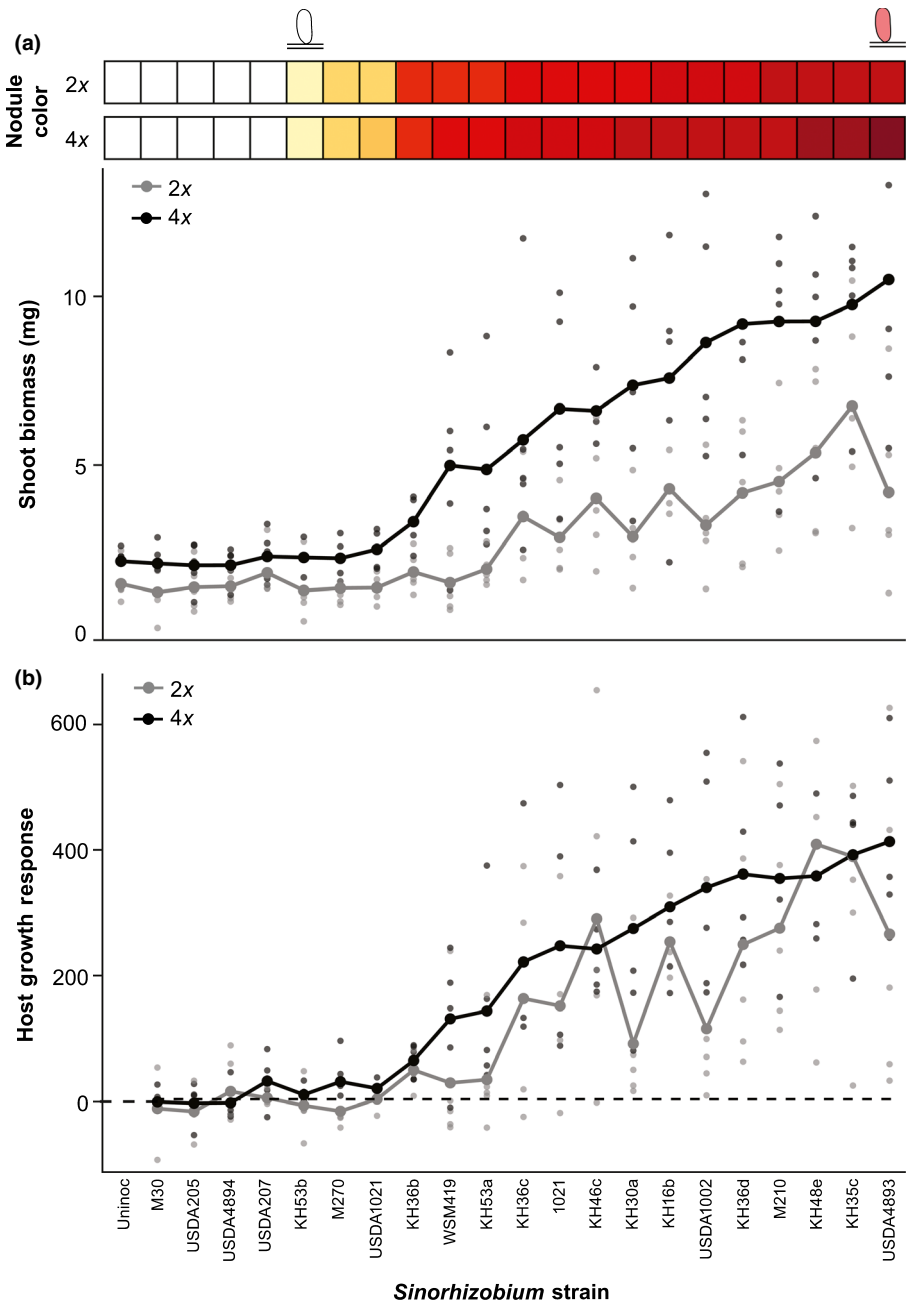 (a)
Nodule
color
2x
4x
2x
4x
Shoot biomass (mg)
10
5
0
(b)
2x
4x
Host growth response
600
400
200
0
Uninoc
M30
USDA205
USDA4894
USDA207
KH53b
M270
USDA1021
KH36b
WSM419
KH53a
KH36c
1021
KH46c
KH30a
KH16b
USDA1002
KH36d
M210
KH48e
KH35c
USDA4893
Sinorhizobium strain